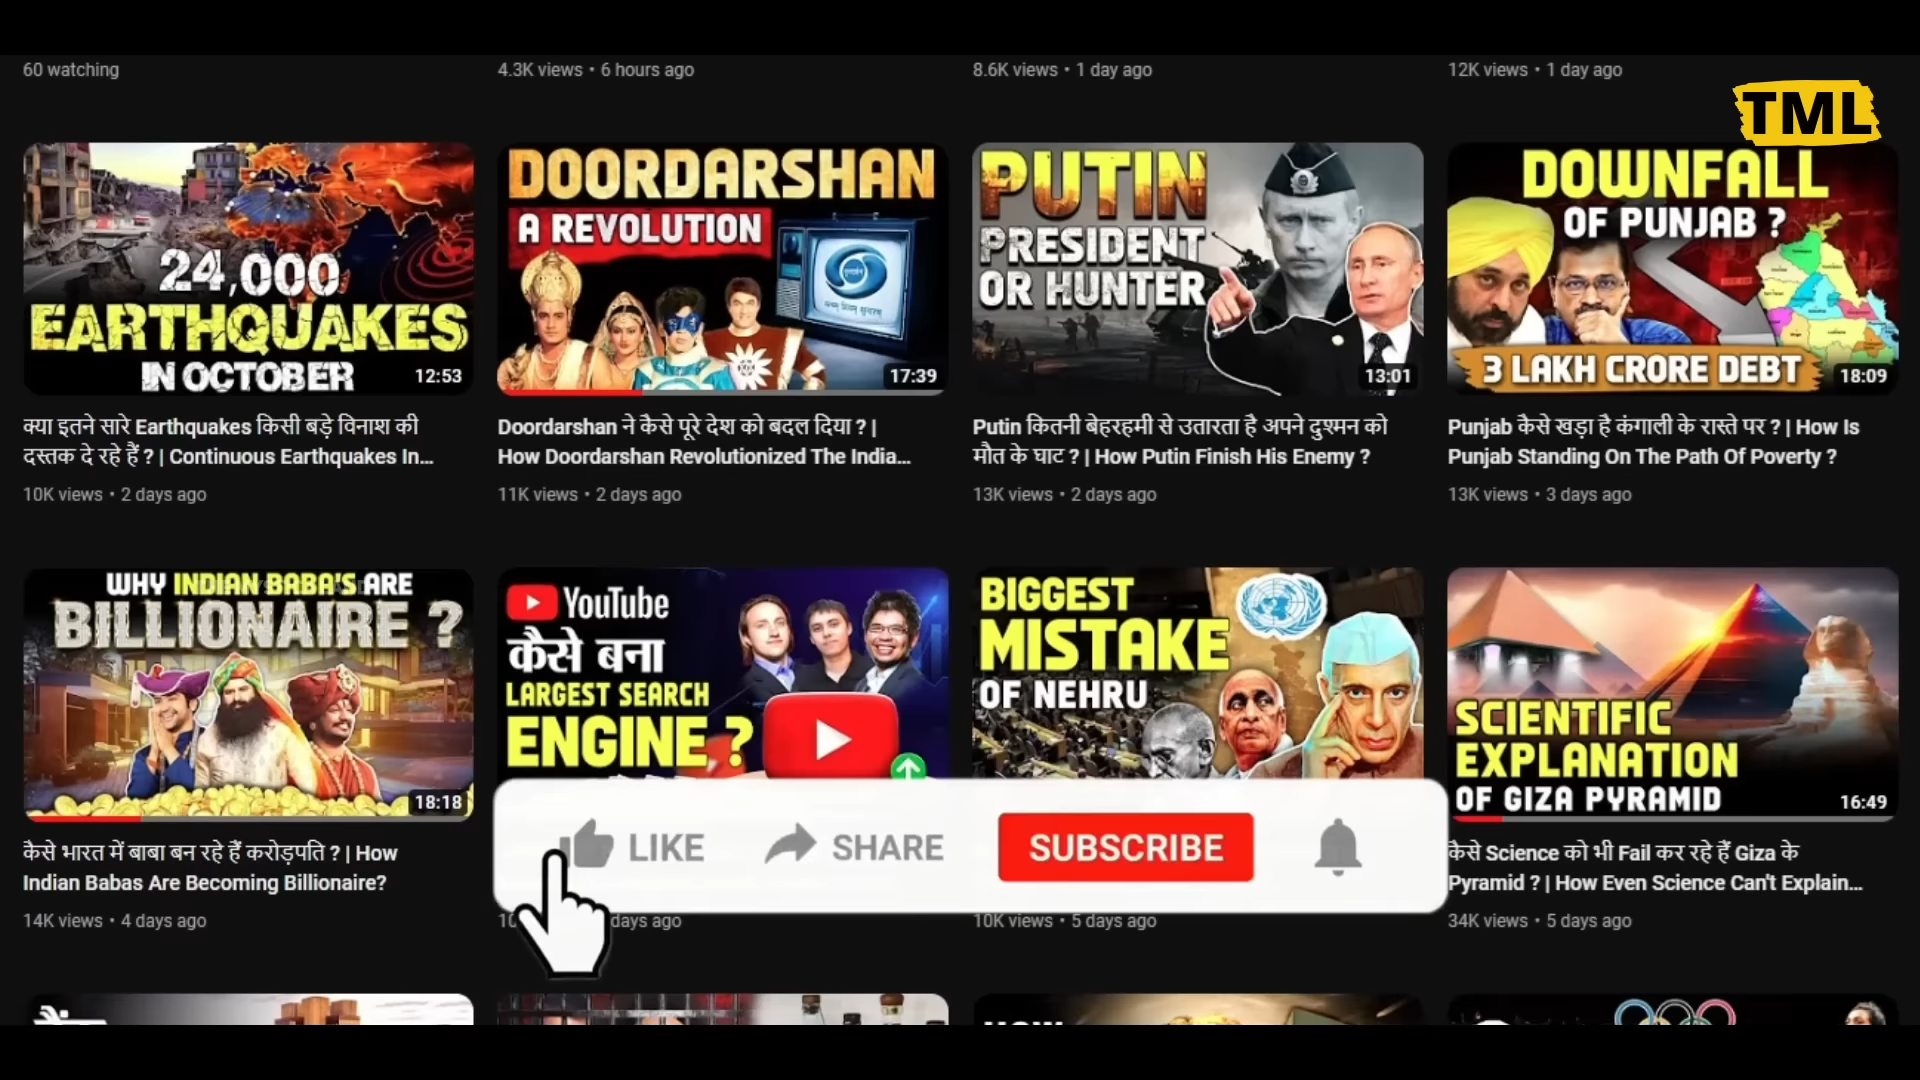 60 watching
4.3K views • 6 hours ago
8.6K views • 1 day ago
12K views • 1 day ago
TML
24,000
EARTHQUAKES
IN OCTOBER
12:53
DOORDARSHAN
A REVOLUTION
17:39
PUTIN
PRESIDENT
OR HUNTER
13:01
DOWNFALL
OF PUNJAB ?
3 LAKH CRORE DEBT
18:09
क्या इतने सारे Earthquakes किसी बड़े विनाश की
दस्तक दे रहे हैं ? | Continuous Earthquakes In...
10K views • 2 days ago
Doordarshan ने कैसे पूरे देश को बदल दिया ? |
How Doordarshan Revolutionized The India...
11K views • 2 days ago
Putin कितनी बेहरहमी से उतारता है अपने दुश्मन को
मौत के घाट ? | How Putin Finish His Enemy ?
13K views • 2 days ago
Punjab कैसे खड़ा है कंगाली के रास्ते पर ? | How Is
Punjab Standing On The Path Of Poverty ?
13K views • 3 days ago
WHY INDIAN BABA'S ARE
BILLIONAIRE ?
18:18
YouTube
कैसे बना
LARGEST SEARCH
ENGINE ?
BIGGEST
MISTAKE
OF NEHRU
SCIENTIFIC
EXPLANATION
OF GIZA PYRAMID
16:49
LIKE
SHARE
SUBSCRIBE
कैसे भारत में बाबा बन रहे हैं करोड़पति ? | How
Indian Babas Are Becoming Billionaire?
14K views • 4 days ago
days ago
10K views • 5 days ago
कैसे Science को भी Fail कर रहे हैं Giza के
Pyramid ? | How Even Science Can't Explain...
34K views • 5 days ago